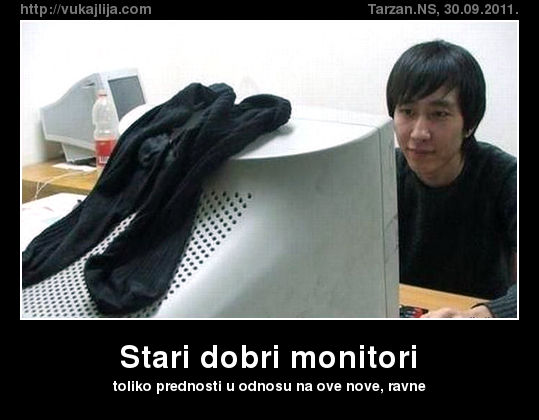 http://vukajlija.com
Tarzan.NS, 30.09.2011.
Stari dobri monitori
toliko prednosti u odnosu na ove nove, ravne